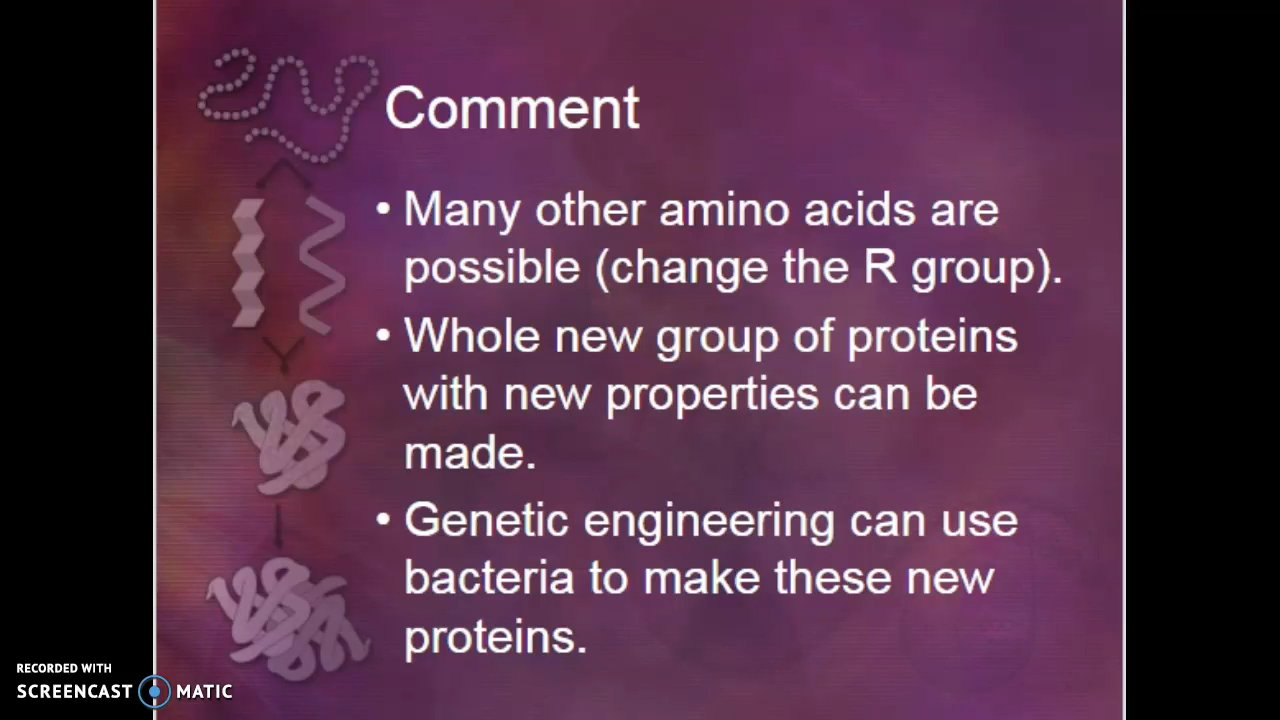 Comment
• Many other amino acids are
possible (change the R group).
• Whole new group of proteins
with new properties can be
made.
• Genetic engineering can use
bacteria to make these new
proteins.
RECORDED WITH
SCREENCAST MATIC